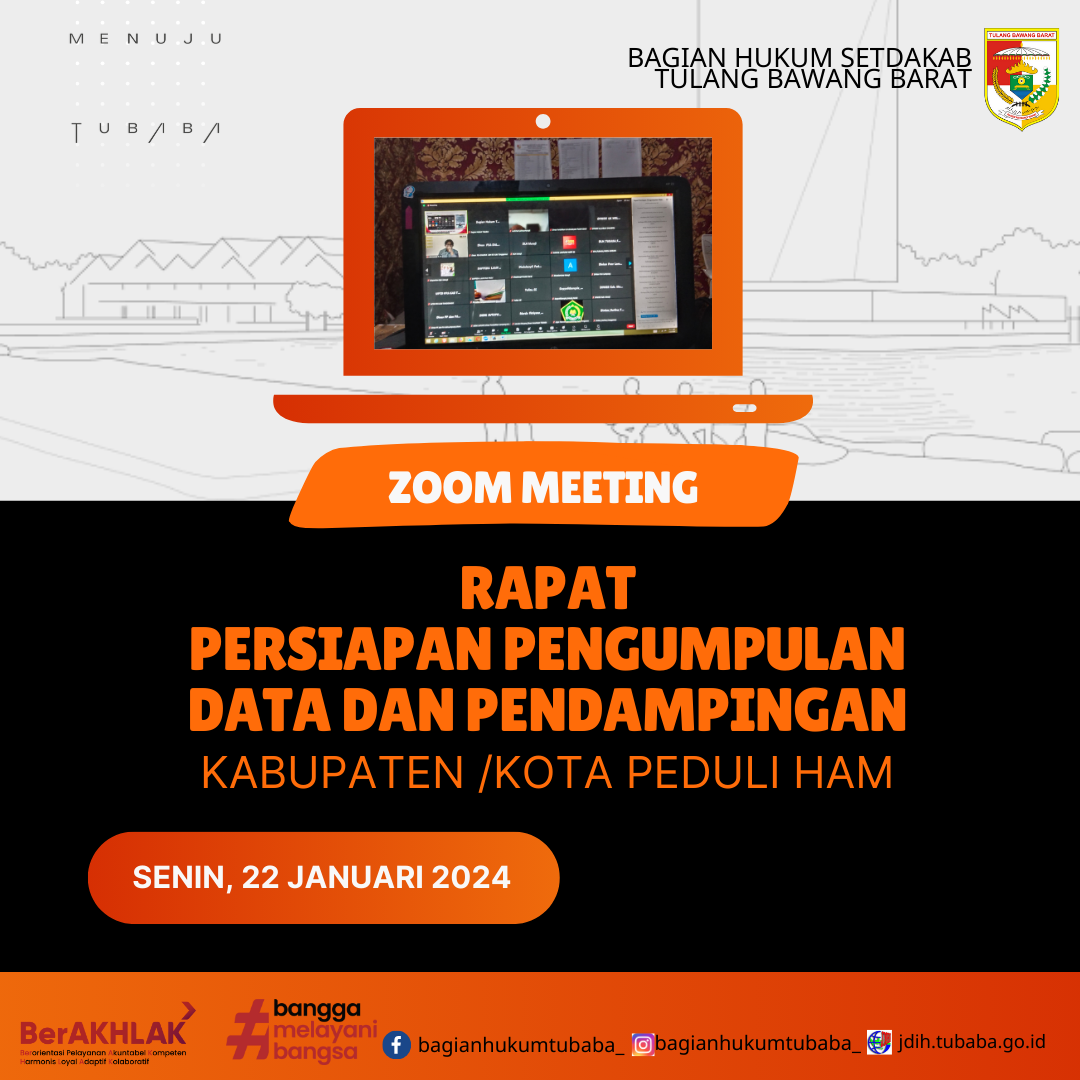 MENUJU
TUBABA
BAGIAN HUKUM SETDAKAB
TULANG BAWANG BARAT
TULANG BAWANG BARAT
ZOOM MEETING
RAPAT
PERSIAPAN PENGUMPULAN
DATA DAN PENDAMPINGAN
KABUPATEN /KOTA PEDULI HAM
SENIN, 22 JANUARI 2024
BerAKHLAK
Berorientasi Pelayanan Akuntabel Kompeten
Harmonis Loyal Adaptif Kolaboratif
#bangga
melayani
bangsa
bagianhukumtubaba_
bagianhukumtubaba_
jdih.tubaba.go.id